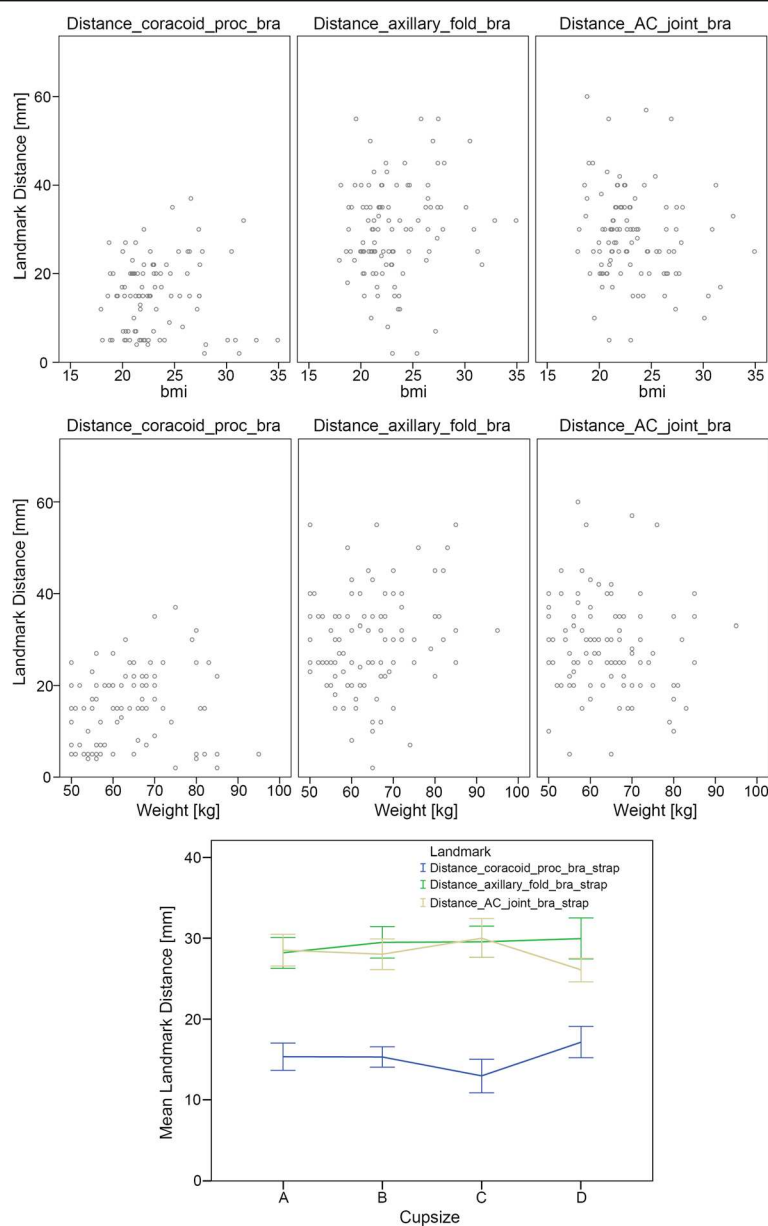 Distance_coracoid_proc_bra Distance_axillary_fold_bra Distance_AC_joint_bra
Landmark Distance [mm]
60
40
20
0
15 20 25 30 35 15 20 25 30 35 15 20 25 30 35
bmi bmi bmi
Distance_coracoid_proc_bra Distance_axillary_fold_bra Distance_AC_joint_bra
Landmark Distance [mm]
60
40
20
0
50 60 70 80 90 100 50 60 70 80 90 100 50 60 70 80 90 100
Weight [kg] Weight [kg] Weight [kg]
Landmark
Distance_coracoid_proc_bra_strap
Distance_axillary_fold_bra_strap
Distance_AC_joint_bra_strap
Mean Landmark Distance [mm]
40
30
20
10
0
A B C D
Cupsize